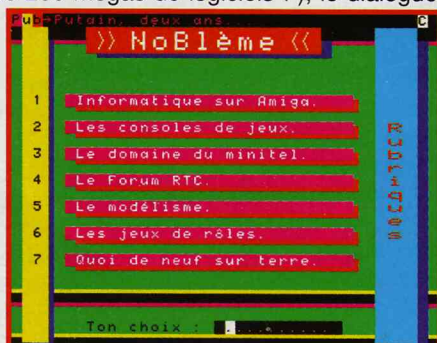 Pub→Putain, deux ans...
C
>> NoBlème <<
1 Informatique sur Amiga.
2 Les consoles de jeux.
3 Le domaine du minitel.
4 Le Forum RTC.
5 Le modélisme.
6 Les jeux de rôles.
7 Quoi de neuf sur terre.
Rubriques
Ton choix :